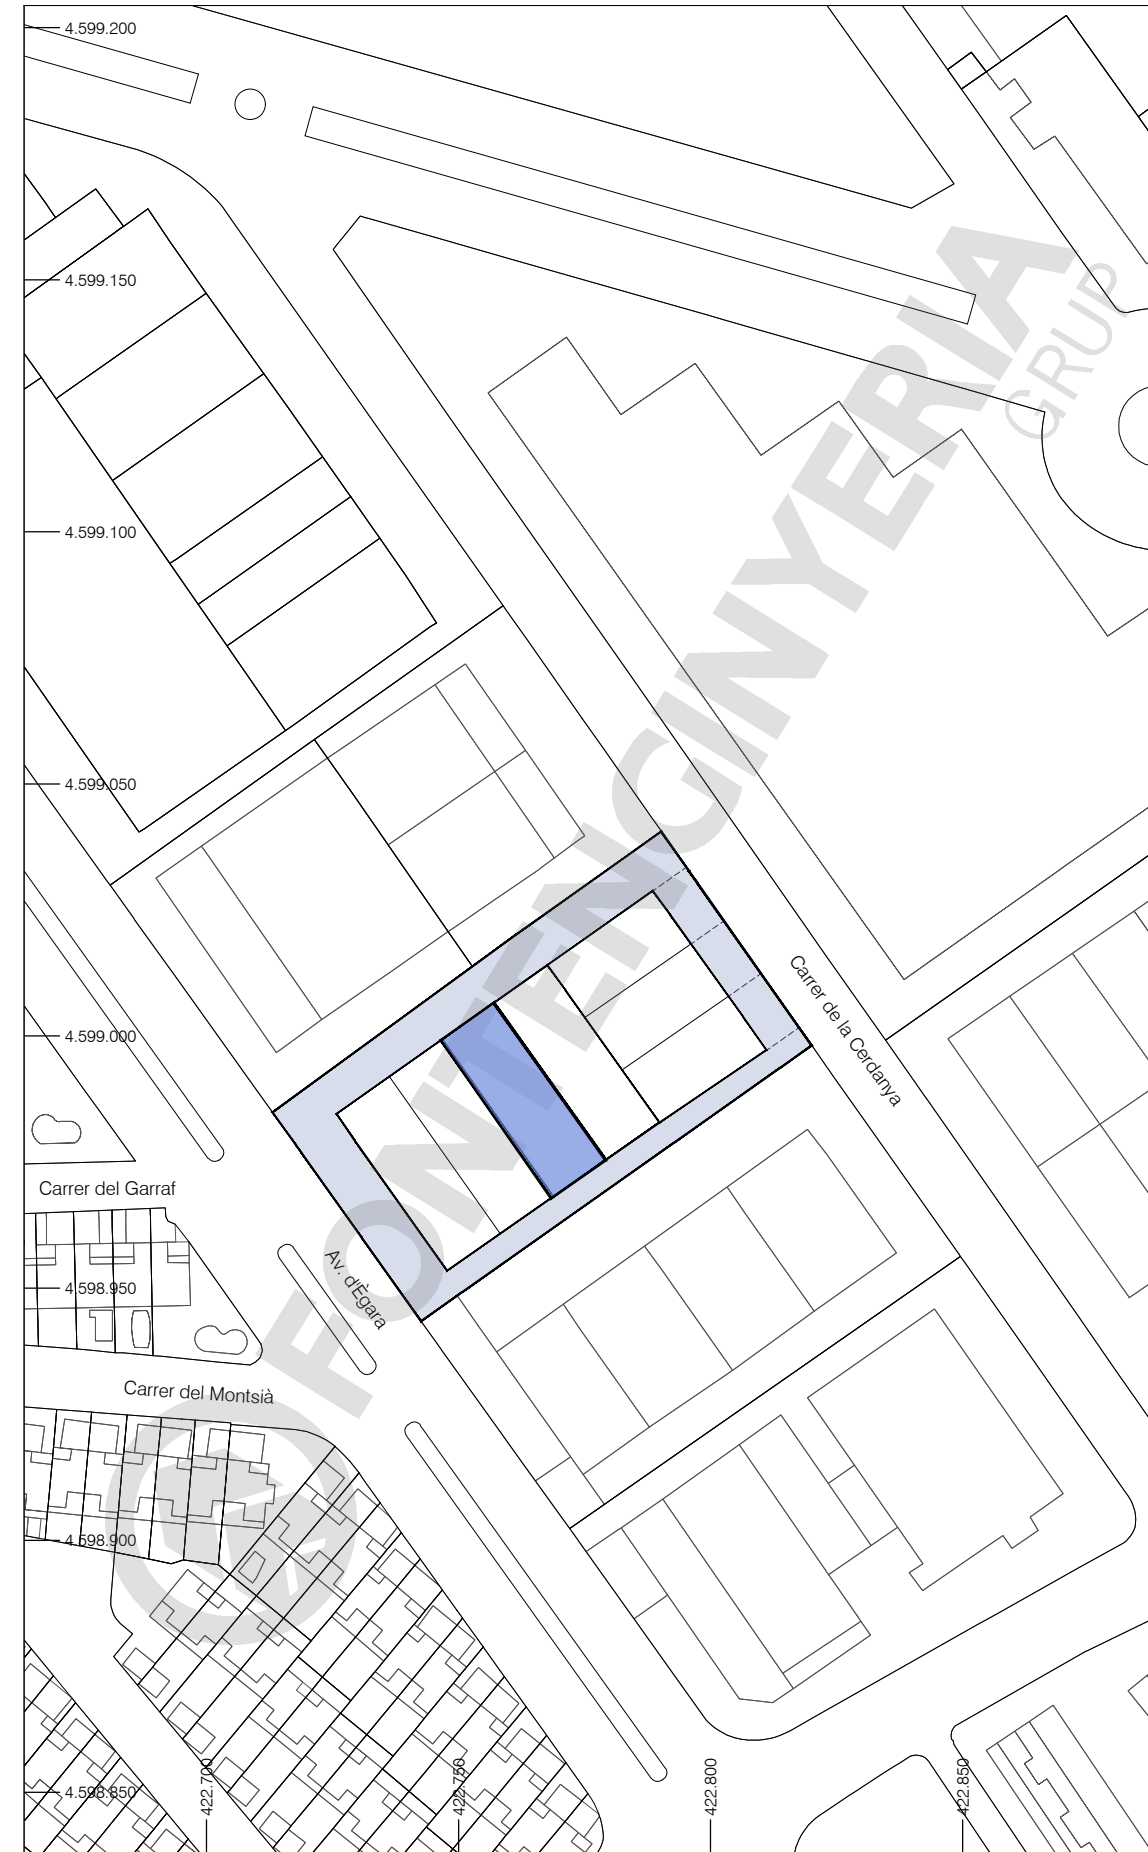 4.599.200
4.599.150
FONTENGINYERIA
GRUP
4.599.100
4.599.050
4.599.000
Carrer de la Cerdanya
Carrer del Garraf
Av. d'Ègara
4.598.950
Carrer del Montsià
4.598.900
4.598.850
422.700
422.750
422.800
422.850